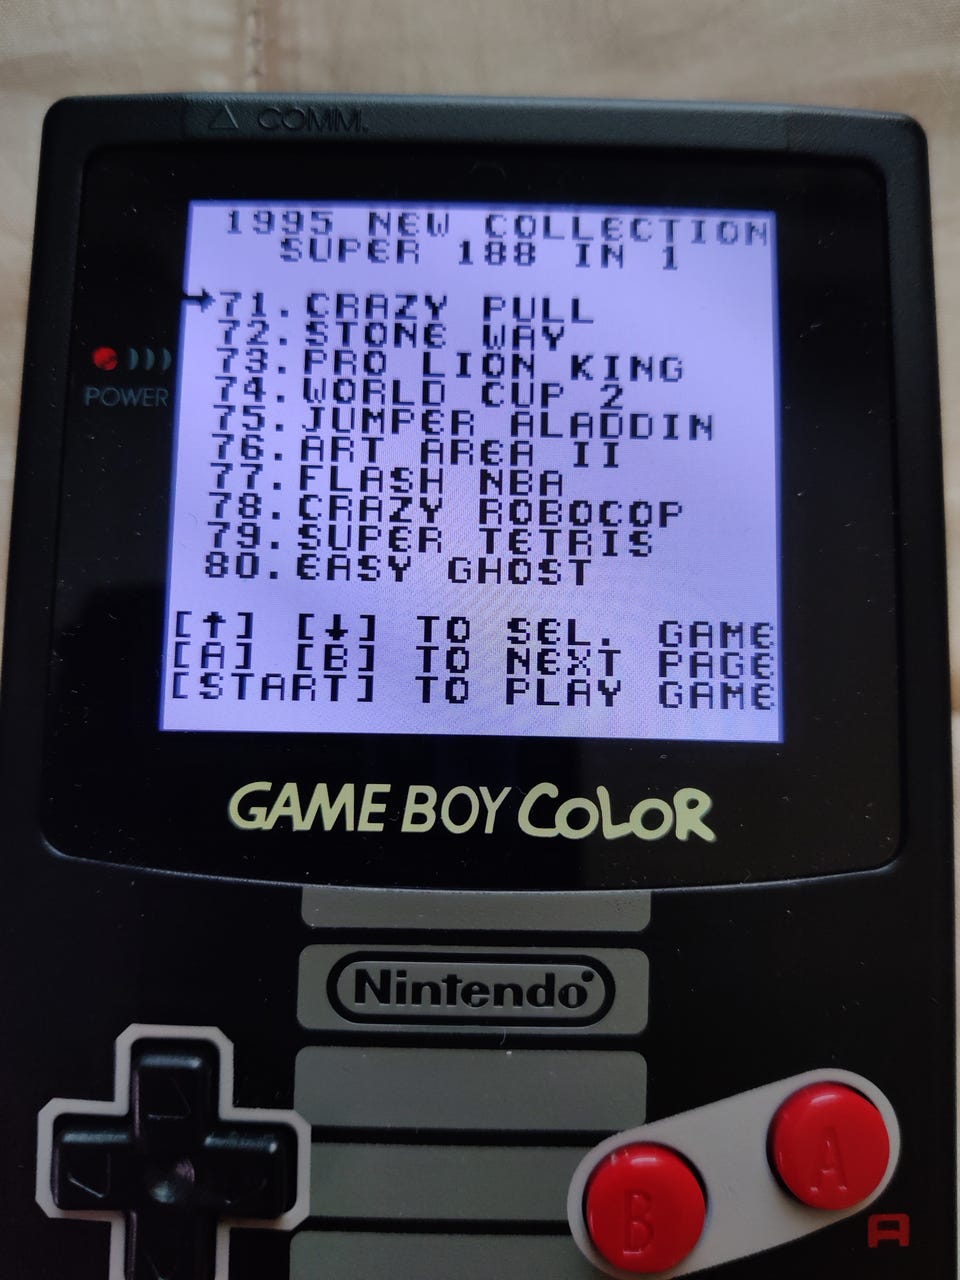 △ COMM.
1995 NEW COLLECTION
SUPER 188 IN 1
→71.CRAZY PULL
72.STONE WAY
73.PRO LION KING
74.WORLD CUP 2
75.JUMPER ALADDIN
76.ART AREA II
77.FLASH NBA
78.CRAZY ROBOCOP
79.SUPER TETRIS
80.EASY GHOST
[↑] [↓] TO SEL. GAME
[A] [B] TO NEXT PAGE
[START] TO PLAY GAME
POWER
GAME BOY COLOR
Nintendo
A
B
A